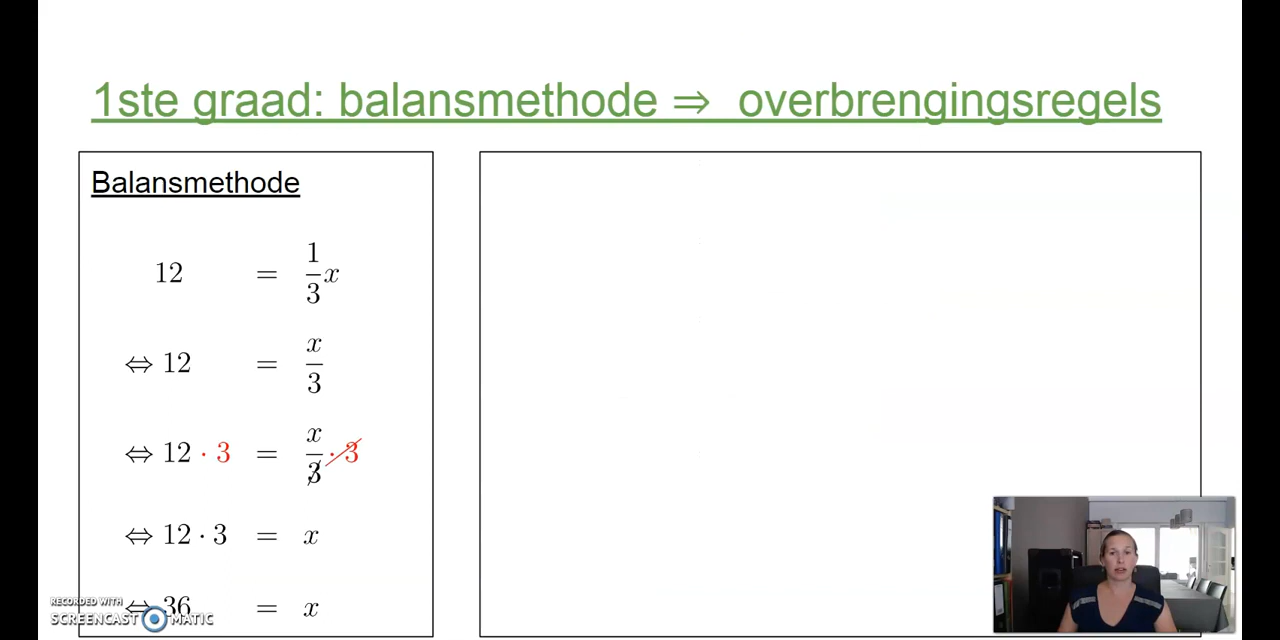 1ste graad: balansmethode ⇒ overbrengingsregels
Balansmethode
12 = 1/3 x
⇔ 12 = x/3
⇔ 12 · 3 = x/3 · 3
⇔ 12 · 3 = x
⇔ 36 = x
RECORDED WITH
SCREENCAST MATIC